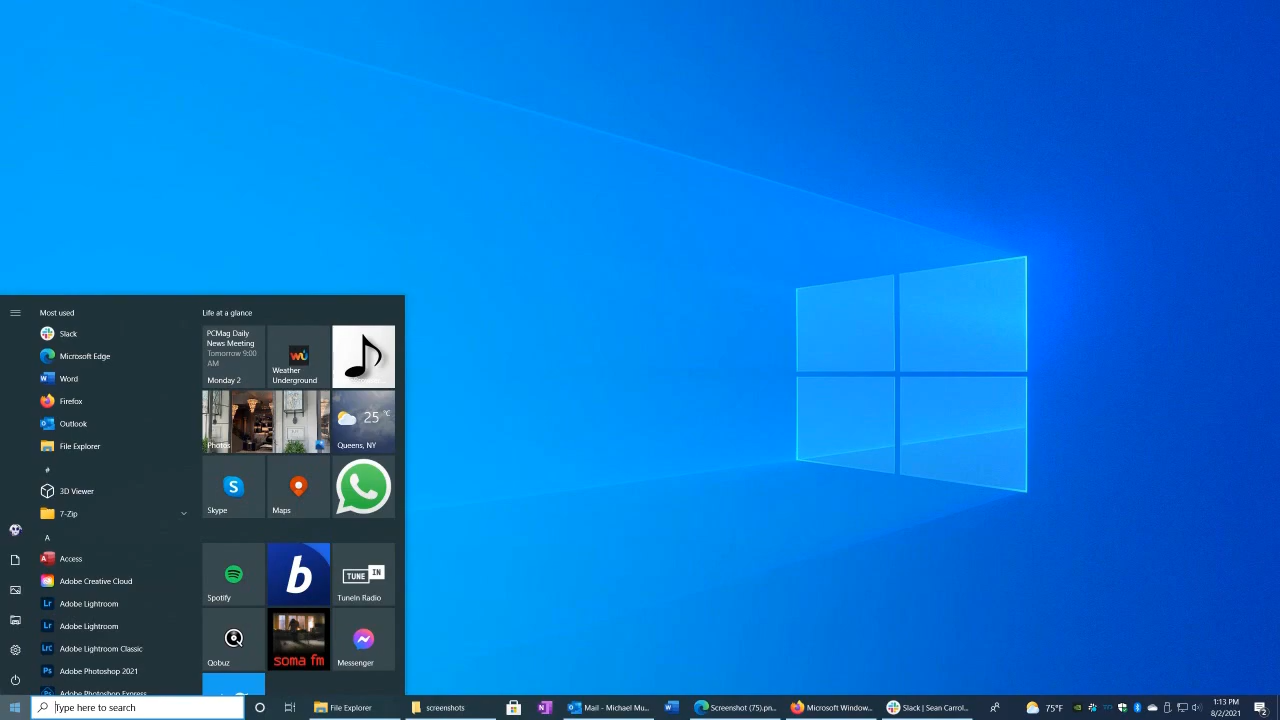 Most used
Slack
Microsoft Edge
Word
Firefox
Outlook
File Explorer
#
3D Viewer
7-Zip
A
Access
Adobe Creative Cloud
Adobe Lightroom
Adobe Lightroom
Adobe Lightroom Classic
Adobe Photoshop 2021
Adobe Photoshop Express
Life at a glance
PCMag Daily
News Meeting
Tomorrow 9:00
AM
Monday 2
Weather
Underground
Photos
25 °C
Queens, NY
Skype
Maps
Spotify
b
TUNE IN
TuneIn Radio
Qobuz
soma fm
Messenger
Type here to search
File Explorer
screenshots
Mail - Michael Mu...
Screenshot (75).pn...
Microsoft Window...
Slack | Sean Carrol...
75°F
1:13 PM
8/2/2021
2